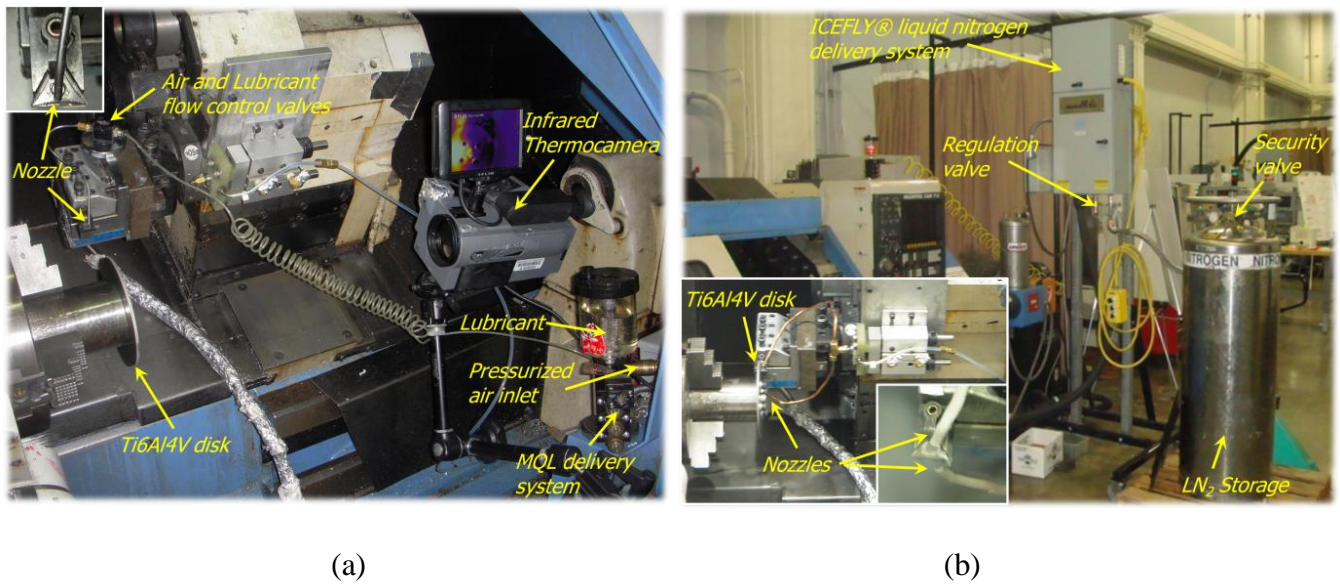 Air and Lubricant
flow control valves
Nozzle
Infrared
Thermocamera
Lubricant
Pressurized
air inlet
Ti6Al4V disk
MQL delivery
system
(a)
ICEFLY® liquid nitrogen
delivery system
Regulation
valve
Security
valve
Ti6Al4V disk
NITROGEN NITRO
Nozzles
LN₂ Storage
(b)